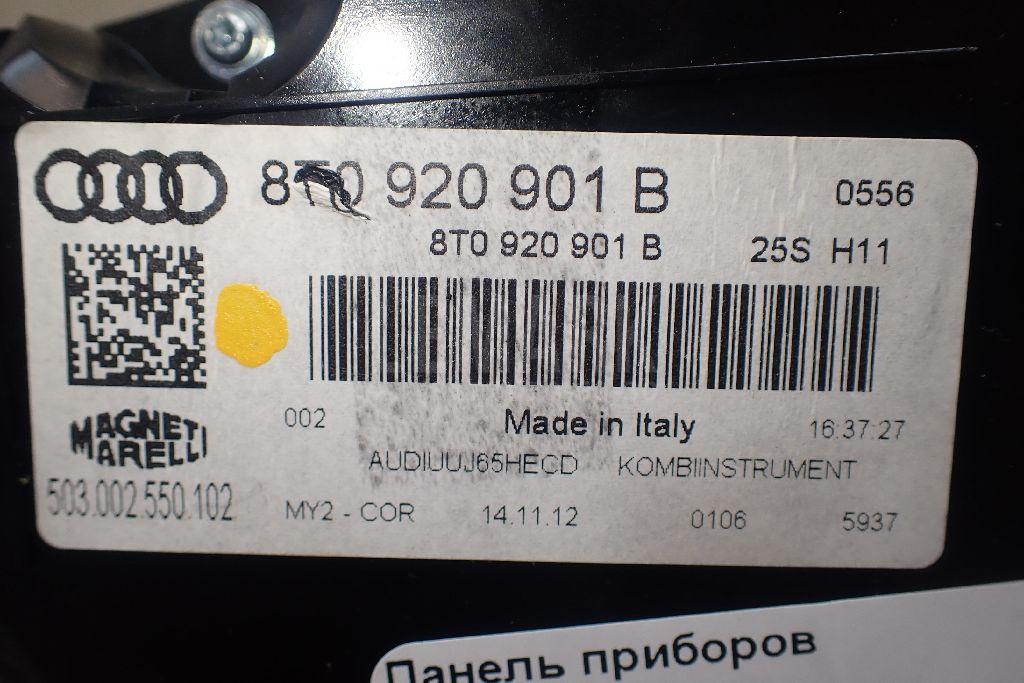 8T0 920 901 B 0556
8T0 920 901 B 25S H11
002 Made in Italy 16:37:27
MAGNETI MARELLI
AUDIUUJ65HECD KOMBIINSTRUMENT
503.002.550.102 MY2 - COR 14.11.12 0106 5937
Панель приборов